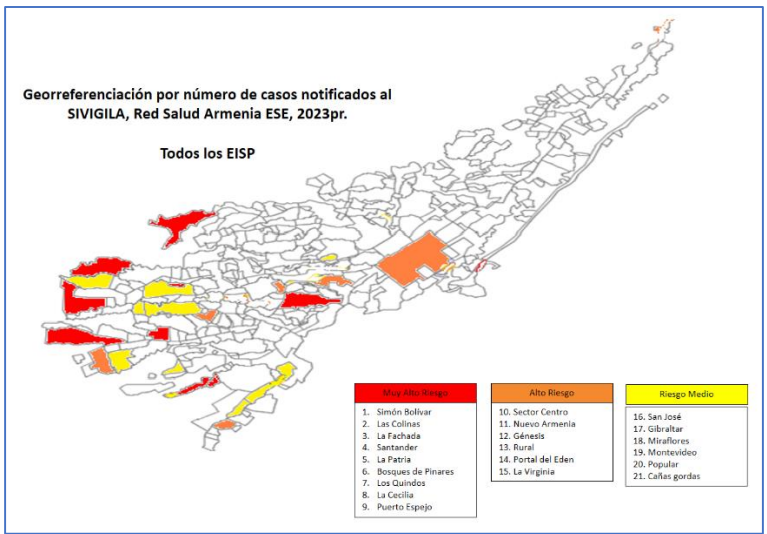 Georreferenciación por número de casos notificados al
SIVIGILA, Red Salud Armenia ESE, 2023pr.
Todos los EISP
Muy Alto Riesgo
1. Simón Bolívar
2. Las Colinas
3. La Fachada
4. Santander
5. La Patria
6. Bosques de Pinares
7. Los Quindos
8. La Cecilia
9. Puerto Espejo
Alto Riesgo
10. Sector Centro
11. Nuevo Armenia
12. Génesis
13. Rural
14. Portal del Eden
15. La Virginia
Riesgo Medio
16. San José
17. Gibraltar
18. Miraflores
19. Montevideo
20. Popular
21. Cañas gordas